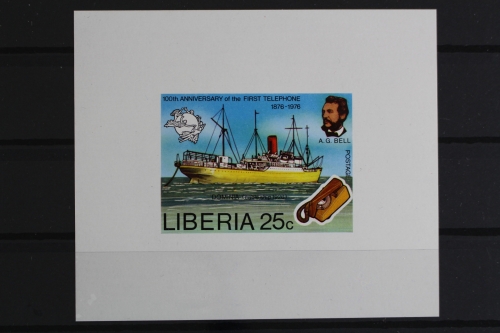 100th ANNIVERSARY of the FIRST TELEPHONE
1876-1976
A.G. BELL
POSTAGE
LIBERIA 25c